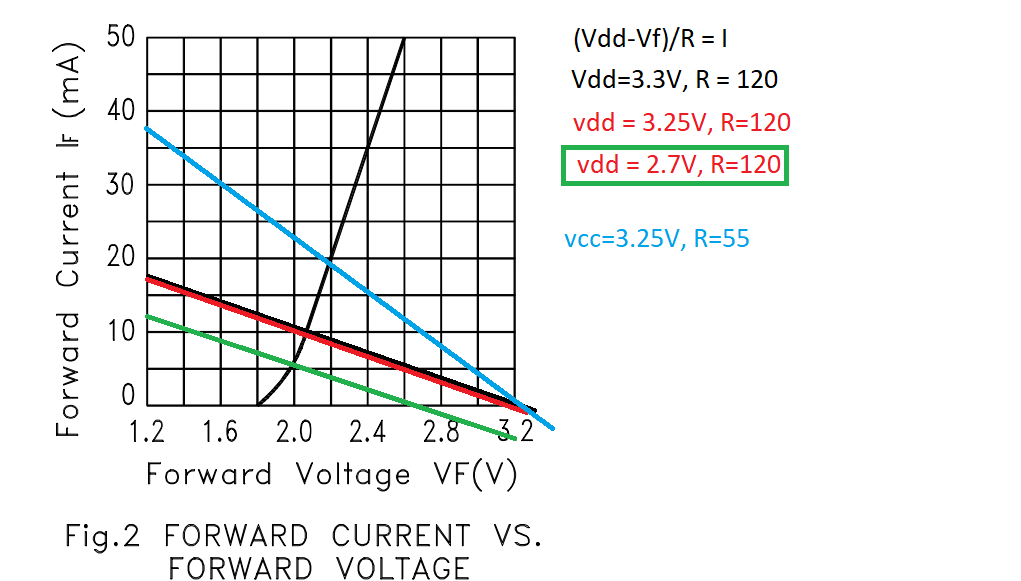 50
40
30
20
10
0
1.2 1.6 2.0 2.4 2.8 3.2
Forward Current IF (mA)
Forward Voltage VF(V)
Fig.2 FORWARD CURRENT VS.
FORWARD VOLTAGE
(Vdd-Vf)/R = I
Vdd=3.3V, R = 120
vdd = 3.25V, R=120
vdd = 2.7V, R=120
vcc=3.25V, R=55